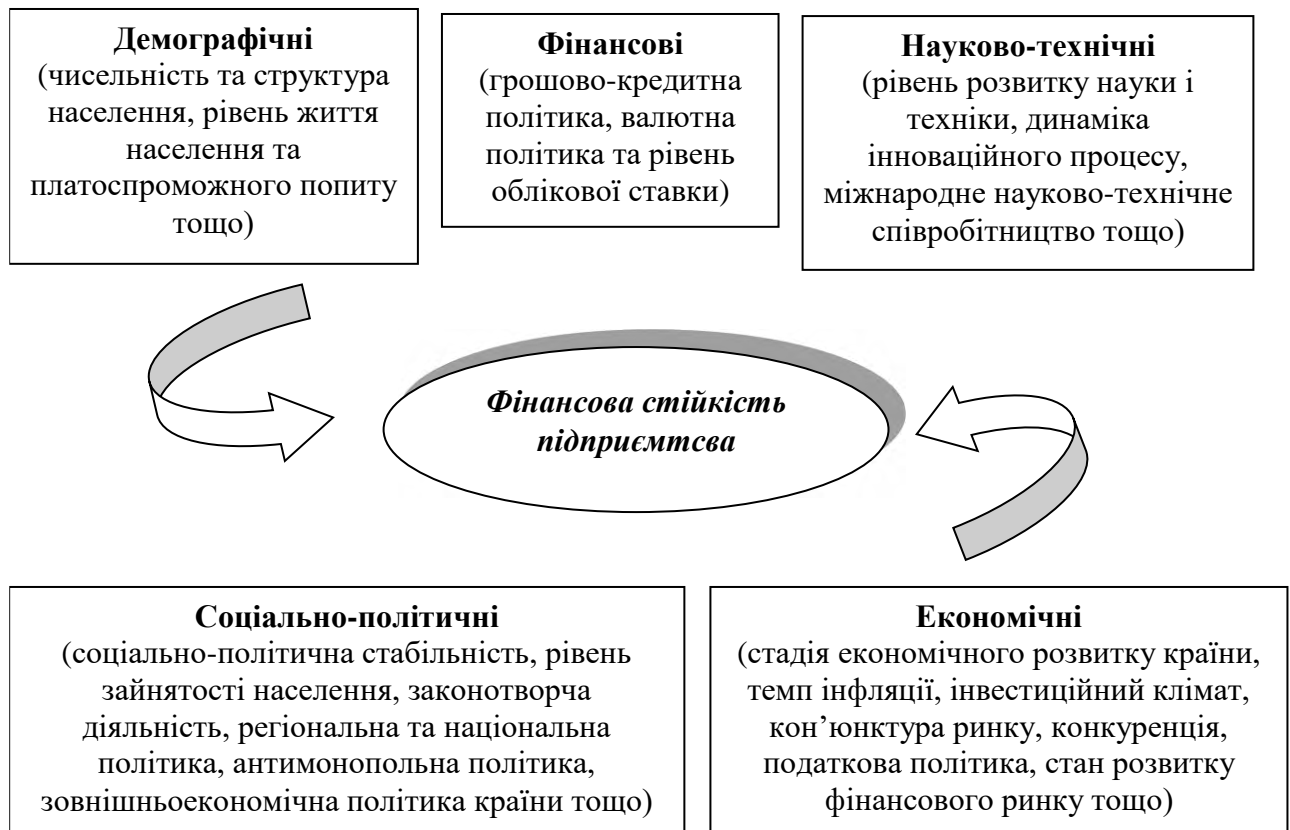 Демографічні
(чисельність та структура
населення, рівень життя
населення та
платоспроможного попиту
тощо)
Фінансові
(грошово-кредитна
політика, валютна
політика та рівень
облікової ставки)
Науково-технічні
(рівень розвитку науки і
техніки, динаміка
інноваційного процесу,
міжнародне науково-технічне
співробітництво тощо)
Фінансова стійкість
підприємтсва
Соціально-політичні
(соціально-політична стабільність, рівень
зайнятості населення, законотворча
діяльність, регіональна та національна
політика, антимонопольна політика,
зовнішньоекономічна політика країни тощо)
Економічні
(стадія економічного розвитку країни,
темп інфляції, інвестиційний клімат,
кон’юнктура ринку, конкуренція,
податкова політика, стан розвитку
фінансового ринку тощо)